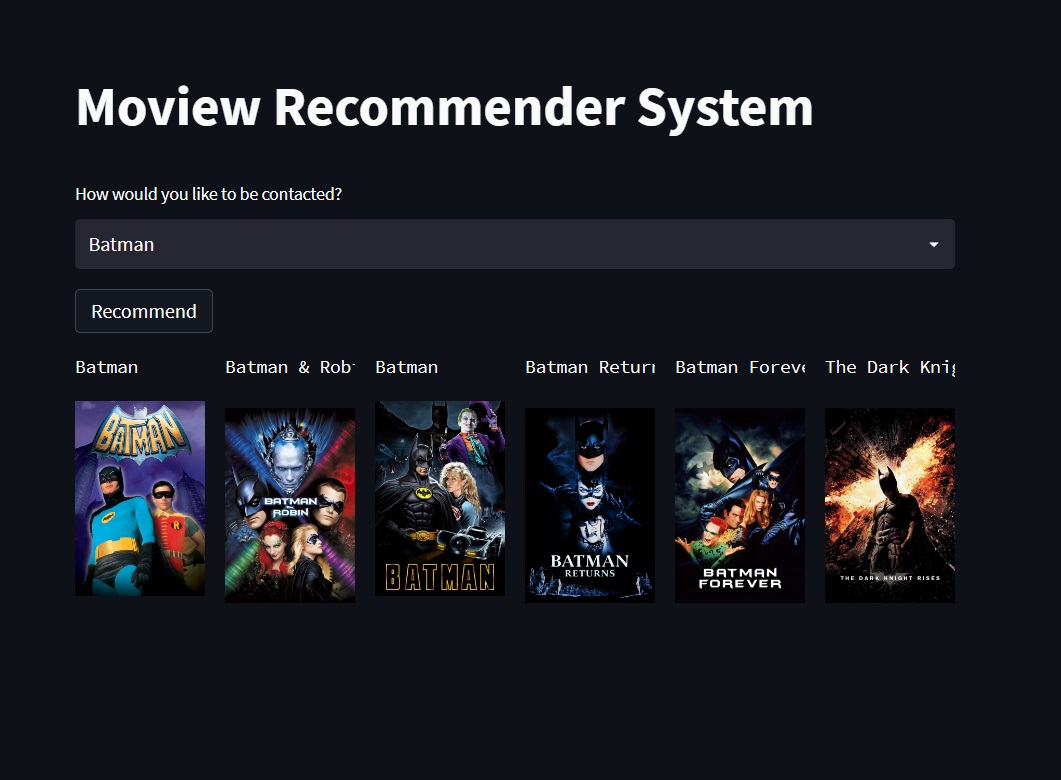 Moview Recommender System
How would you like to be contacted?
Batman
Recommend
Batman
Batman & Rob
Batman
Batman Return
Batman Foreve
The Dark Knig
BATMAN
BATMAN
ROBIN
BATMAN
BATMAN
RETURNS
BATMAN
FOREVER
THE DARK KNIGHT RISES